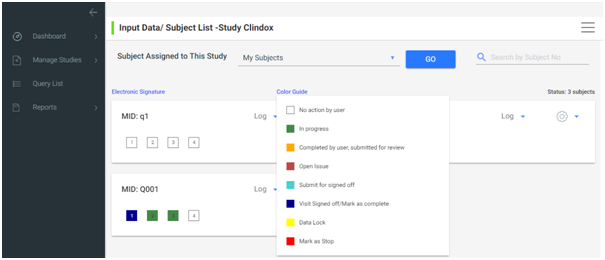 Input Data/ Subject List -Study Clindox
Dashboard
Manage Studies
Query List
Reports
Subject Assigned to This Study
My Subjects
GO
Search by Subject No
Electronic Signature
Color Guide
Status: 3 subjects
MID: q1
Log
1 2 3 4
No action by user
In progress
Completed by user, submitted for review
Open Issue
Submit for signed off
Visit Signed off/Mark as complete
Data Lock
Mark as Stop
Log
MID: Q001
Log
1 2 3 4